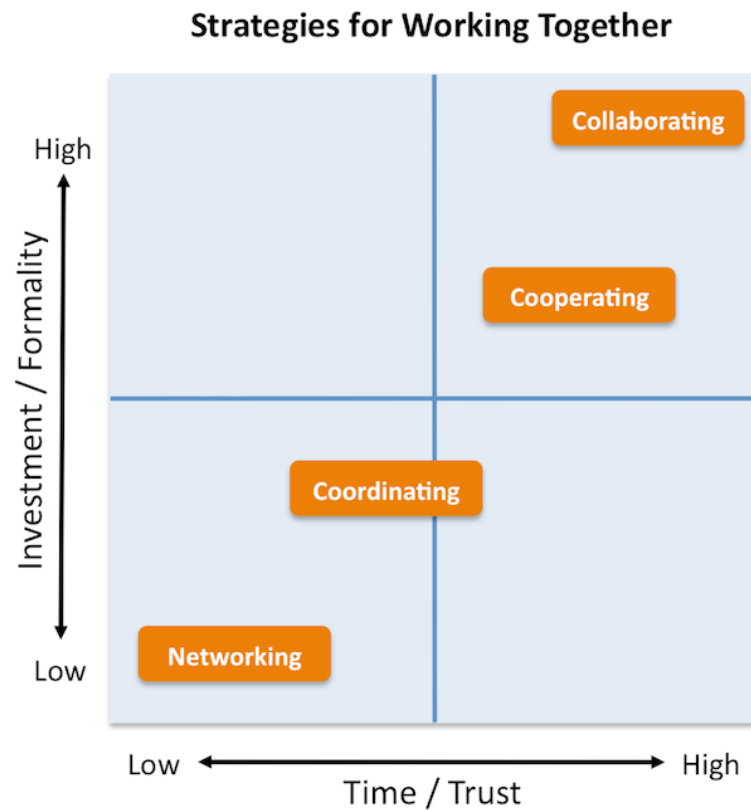 Strategies for Working Together
Collaborating
High
Cooperating
Investment / Formality
Coordinating
Networking
Low
Low
High
Time / Trust